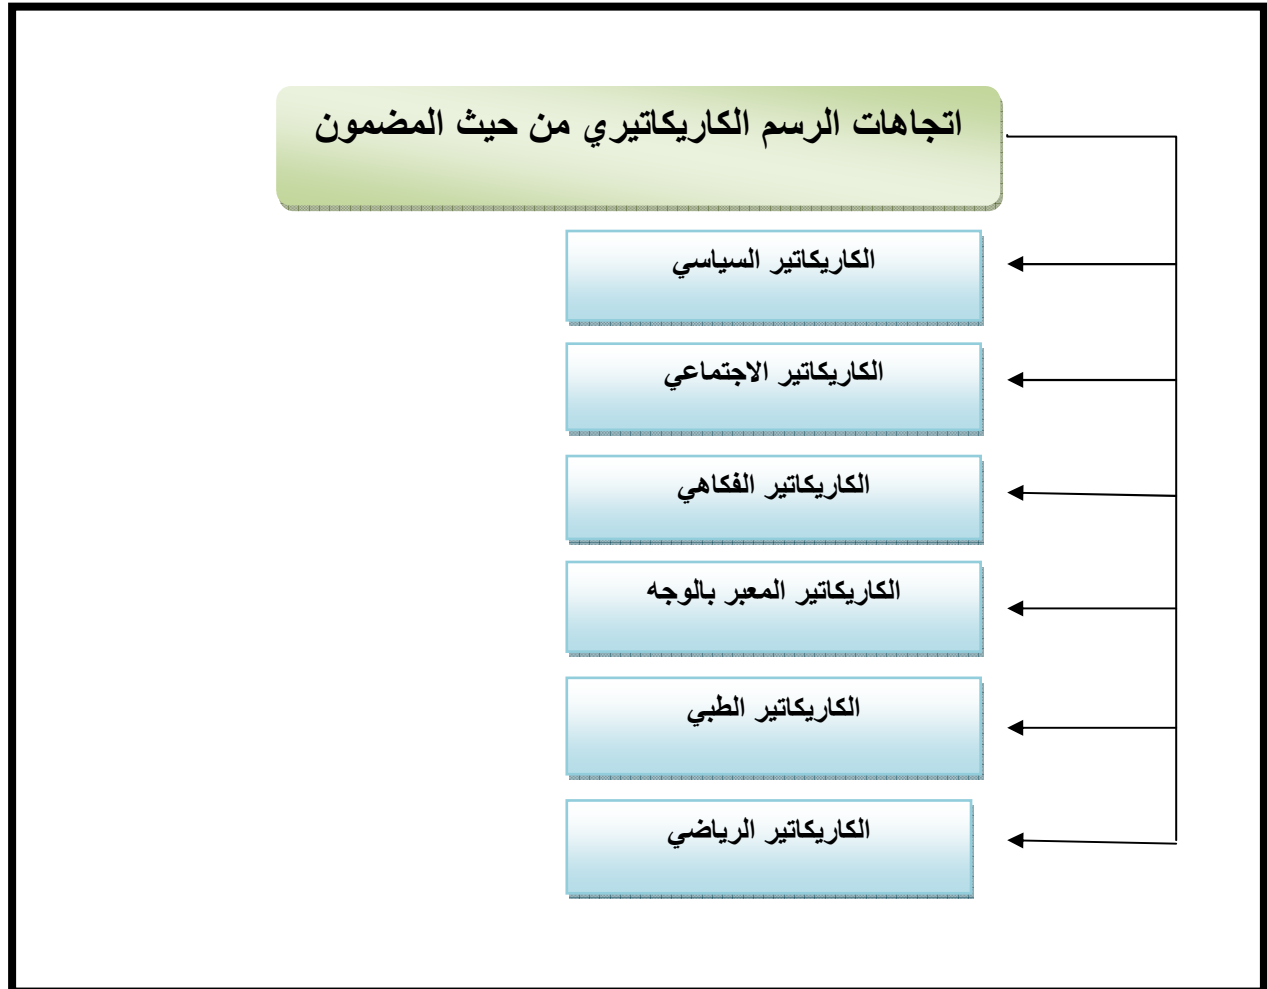 اتجاهات الرسم الكاريكاتيري من حيث المضمون
الكاريكاتير السياسي
الكاريكاتير الاجتماعي
الكاريكاتير الفكاهي
الكاريكاتير المعبر بالوجه
الكاريكاتير الطبي
الكاريكاتير الرياضي